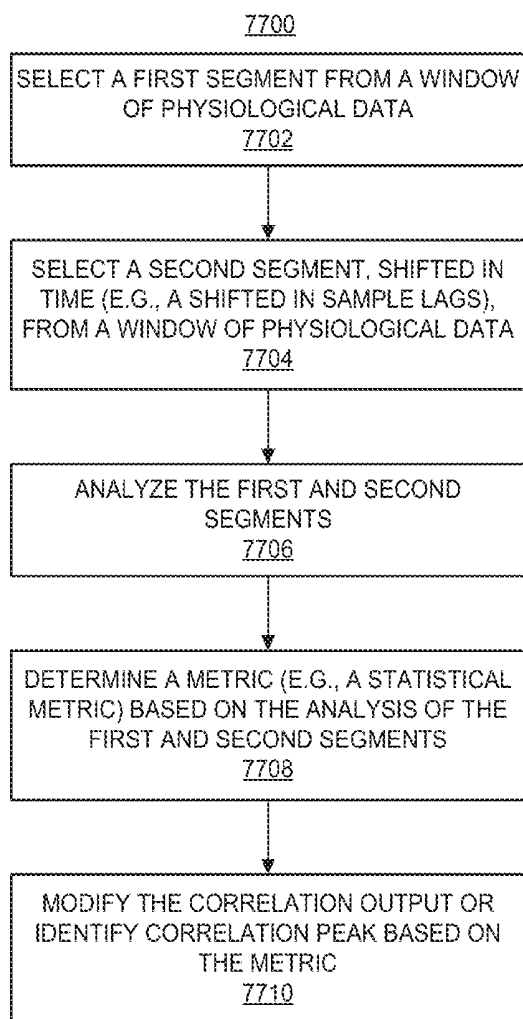 7700
SELECT A FIRST SEGMENT FROM A WINDOW
OF PHYSIOLOGICAL DATA
7702
SELECT A SECOND SEGMENT, SHIFTED IN
TIME (E.G., A SHIFTED IN SAMPLE LAGS),
FROM A WINDOW OF PHYSIOLOGICAL DATA
7704
ANALYZE THE FIRST AND SECOND
SEGMENTS
7706
DETERMINE A METRIC (E.G., A STATISTICAL
METRIC) BASED ON THE ANALYSIS OF THE
FIRST AND SECOND SEGMENTS
7708
MODIFY THE CORRELATION OUTPUT OR
IDENTIFY CORRELATION PEAK BASED ON
THE METRIC
7710